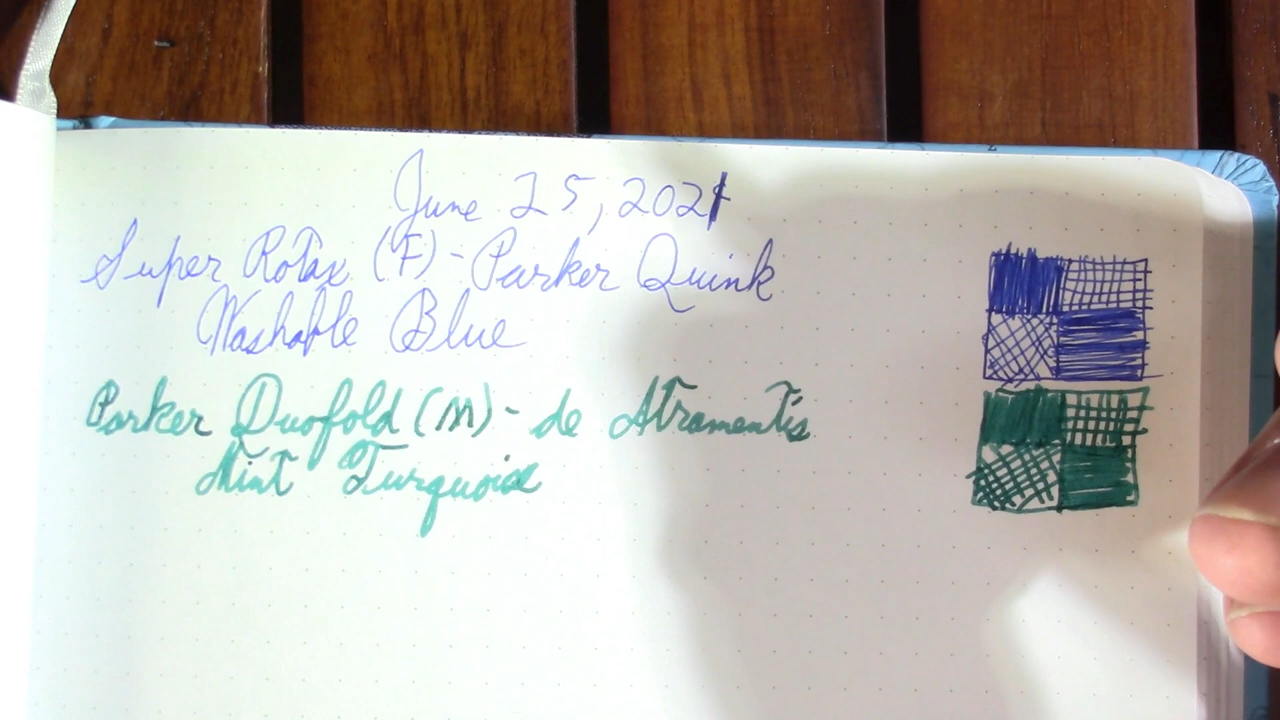 June 25, 2021
Super Rotax (F) - Parker Quink
Washable Blue
Parker Duofold (M) - de Atramentis
Mint Turquoise